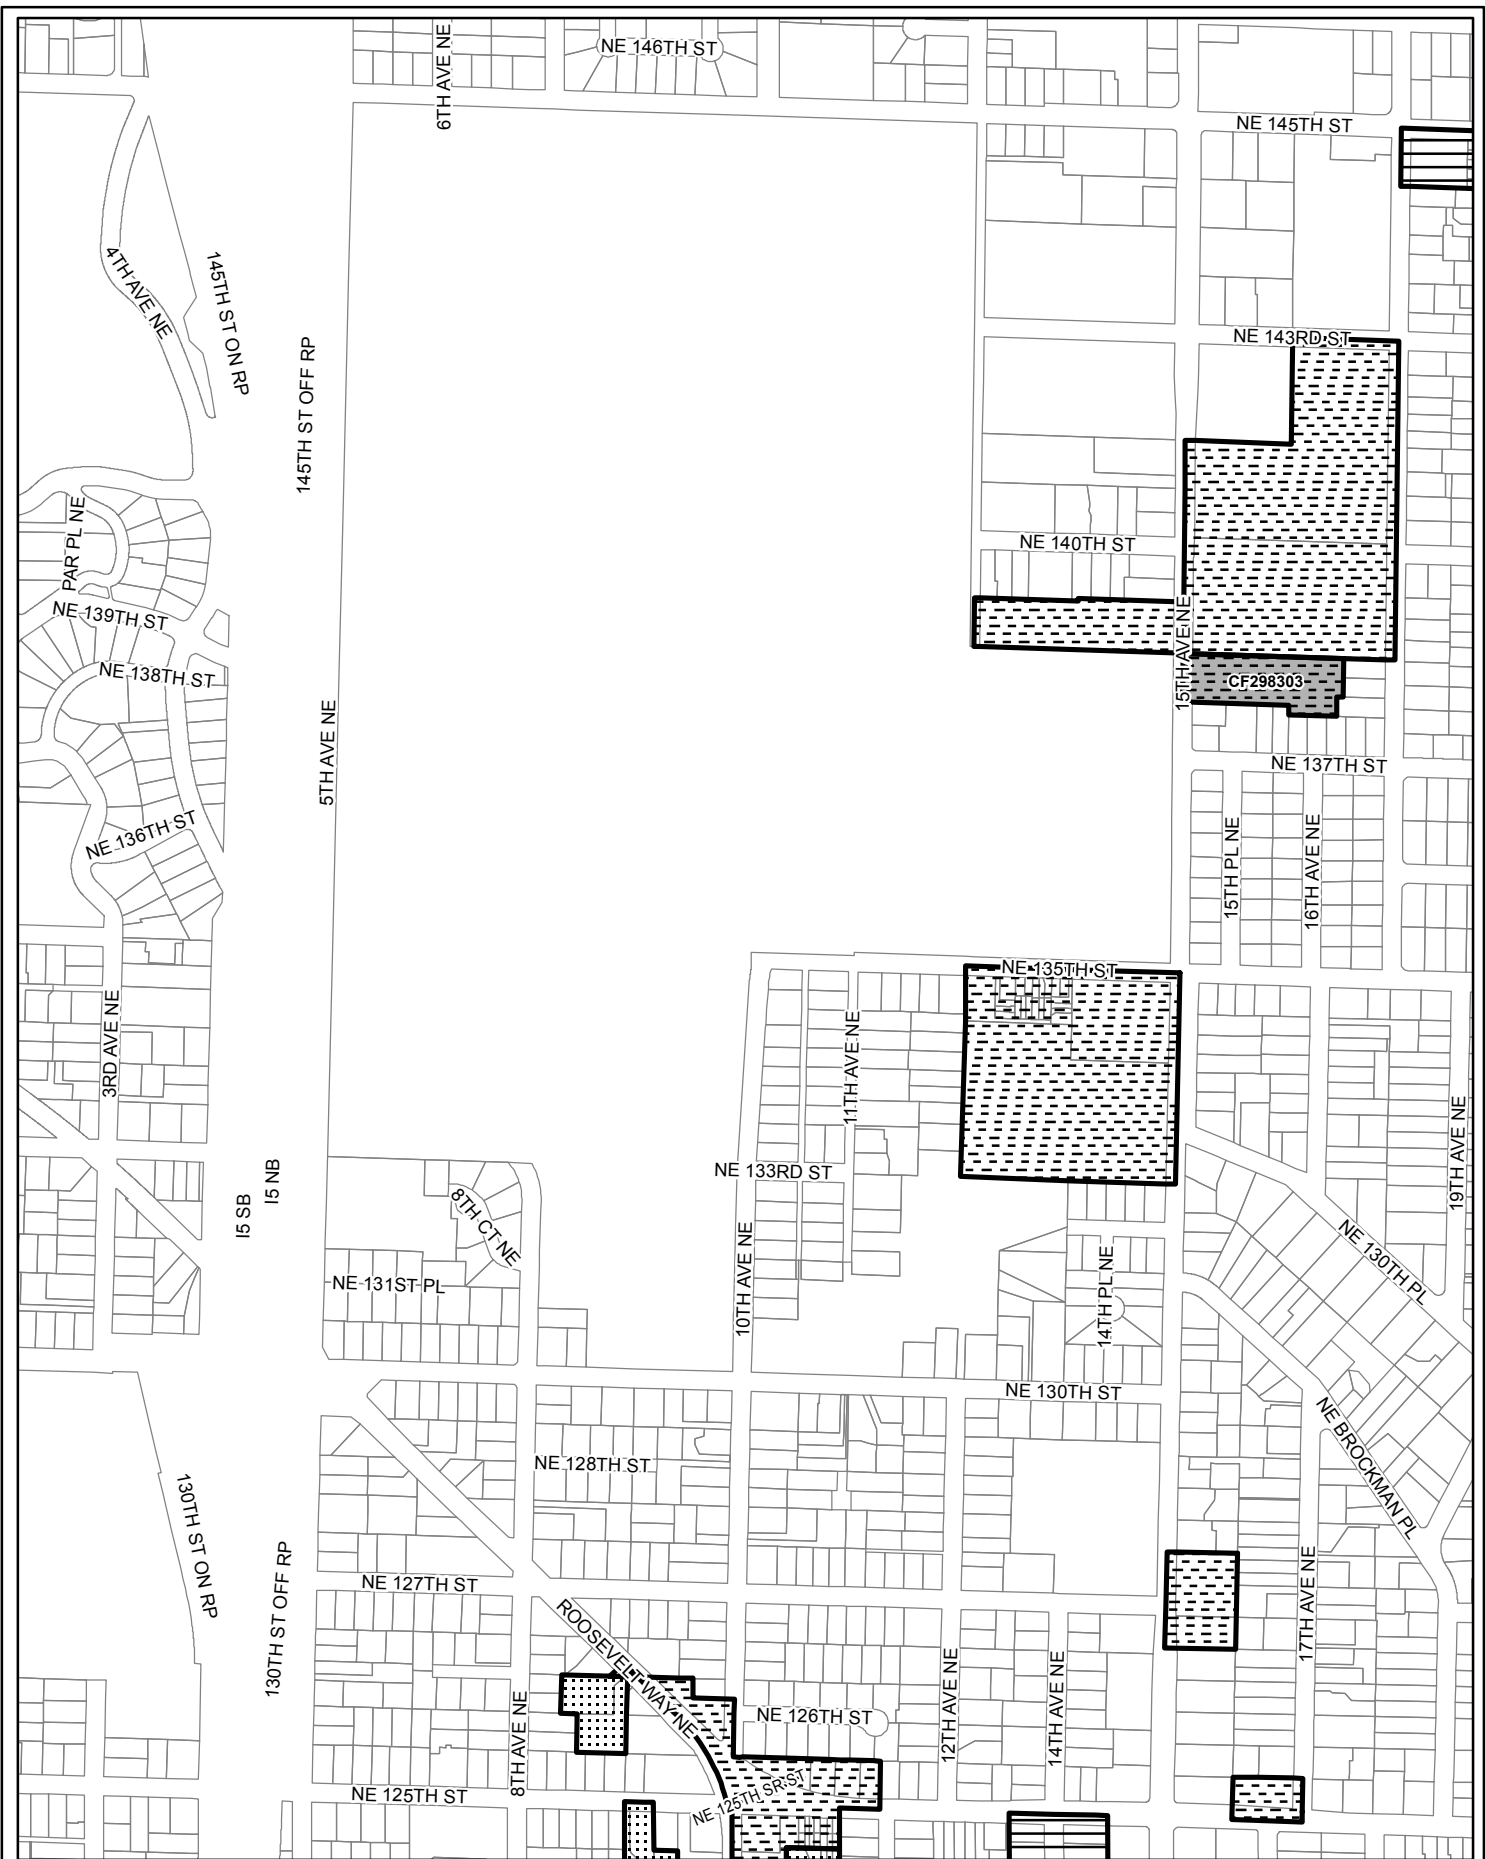 NE 146TH ST
6TH AVE NE
NE 145TH ST
4TH AVE NE
145TH ST ON RP
145TH ST OFF RP
NE 143RD ST
PAR PL NE
NE 140TH ST
NE 139TH ST
NE 138TH ST
15TH AVE NE
CF298303
5TH AVE NE
NE 137TH ST
NE 136TH ST
15TH PL NE
16TH AVE NE
NE 135TH ST
3RD AVE NE
11TH AVE NE
19TH AVE NE
NE 133RD ST
I5 SB
I5 NB
8TH CT NE
10TH AVE NE
NE 131ST PL
14TH PL NE
NE 130TH PL
NE 130TH ST
NE BROCKMAN PL
NE 128TH ST
130TH ST ON RP
130TH ST OFF RP
NE 127TH ST
17TH AVE NE
ROOSEVELT WAY NE
12TH AVE NE
14TH AVE NE
8TH AVE NE
NE 126TH ST
NE 125TH ST
NE 125TH SR ST